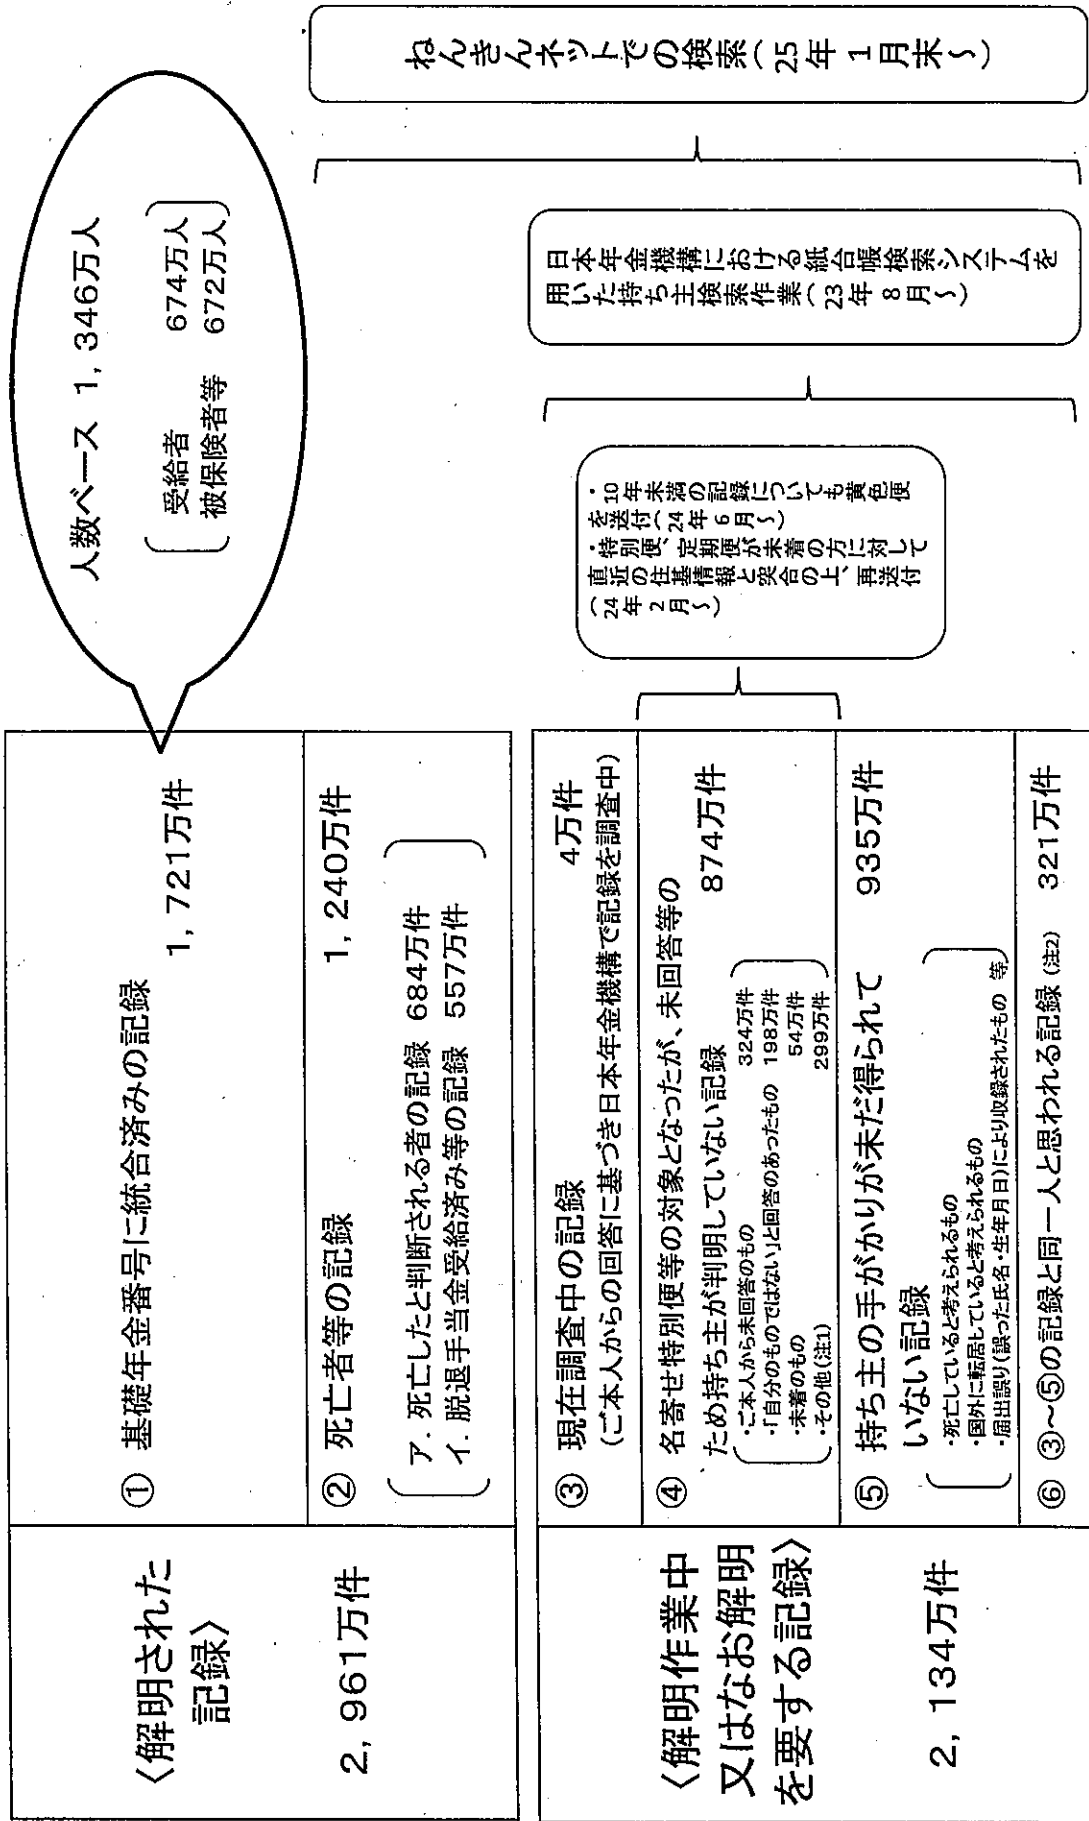 〈解明された
記録〉
2, 961万件
① 基礎年金番号に統合済みの記録
1, 721万件
② 死亡者等の記録
1, 240万件
ア. 死亡したと判断される者の記録 684万件
イ. 脱退手当金受給済み等の記録 557万件
人数ベース 1, 346万人
受給者 674万人
被保険者等 672万人
〈解明作業中
又はなお解明
を要する記録〉
2, 134万件
③ 現在調査中の記録 4万件
(ご本人からの回答に基づき日本年金機構で記録を調査中)
④ 名寄せ特別便等の対象となったが、未回答等の
ため持ち主が判明していない記録 874万件
・ご本人から未回答のもの 324万件
・「自分のものではない」と回答のあったもの 198万件
・未着のもの 54万件
・その他(注1) 299万件
⑤ 持ち主の手がかりが未だ得られて
いない記録 935万件
・死亡していると考えられるもの
・国外に転居していると考えられるもの
・届出誤り(誤った氏名・生年月日)により収録されたもの 等
⑥ ③~⑤の記録と同一人と思われる記録(注2) 321万件
・10年未満の記録についても黄色便
を送付(24年6月~)
・特別便、定期便が未着の方に対して
直近の住基情報と突合の上、再送付
(24年2月~)
日本年金機構における紙台帳検索システムを
用いた持ち主検索作業(23年8月~)
ねんきんネットでの検索(25年1月末~)